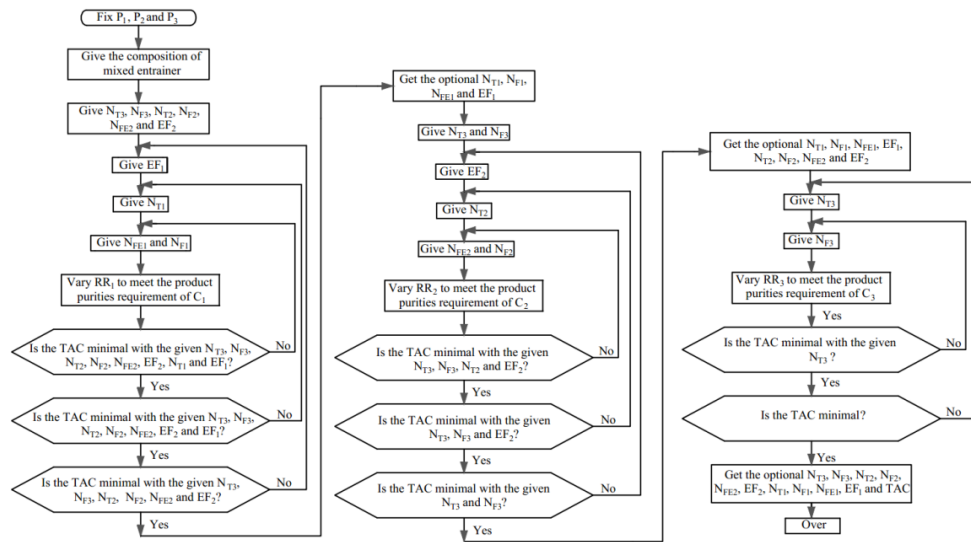 Fix P1, P2 and P3
Give the composition of
mixed entrainer
Give NT3, NF3, NT2, NF2,
NFE2 and EF2
Give EF1
Give NT1
Give NFE1 and NF1
Vary RR1 to meet the product
purities requirement of C1
Is the TAC minimal with the given NT3, NF3,
NT2, NF2, NFE2, EF2, NT1 and EF1?
No
Yes
Is the TAC minimal with the given NT3, NF3,
NT2, NF2, NFE2, EF2 and EF1?
No
Yes
Is the TAC minimal with the given NT3,
NF3, NT2, NF2, NFE2 and EF2?
No
Yes
Get the optional NT1, NF1,
NFE1 and EF1
Give NT3 and NF3
Give EF2
Give NT2
Give NFE2 and NF2
Vary RR2 to meet the product
purities requirement of C2
Is the TAC minimal with the given
NT3, NF3, NT2 and EF2?
No
Yes
Is the TAC minimal with the given
NT3, NF3 and EF2?
No
Yes
Is the TAC minimal with the given
NT3 and NF3?
No
Yes
Get the optional NT1, NF1, NFE1, EF1,
NT2, NF2, NFE2 and EF2
Give NT3
Give NF3
Vary RR3 to meet the product
purities requirement of C3
Yes
Is the TAC minimal with the given
NT3 ?
No
Yes
Is the TAC minimal?
No
Yes
Get the optional NT3, NF3, NT2, NF2,
NFE2, EF2, NT1, NF1, NFE1, EF1 and TAC
Over